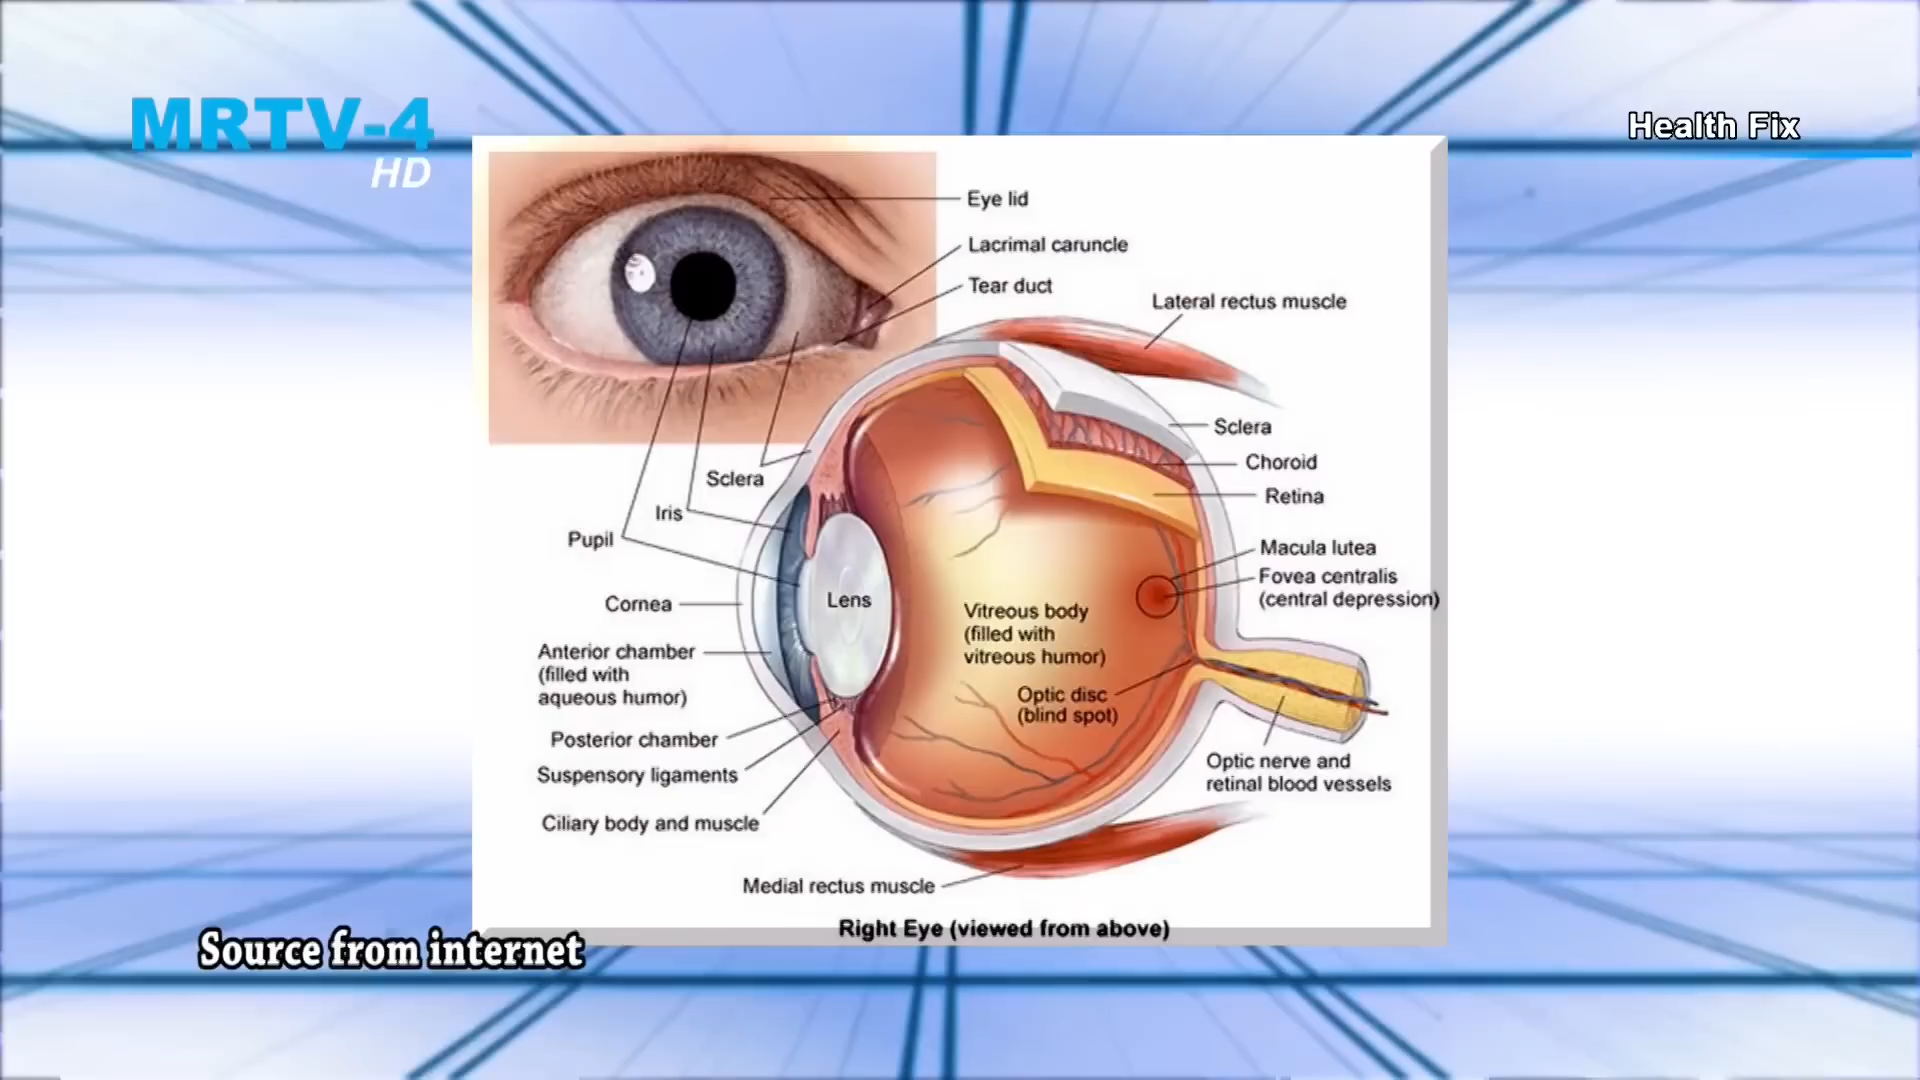 MRTV-4
HD
Health Fix
Eye lid
Lacrimal caruncle
Tear duct
Lateral rectus muscle
Sclera
Choroid
Retina
Macula lutea
Fovea centralis
(central depression)
Sclera
Iris
Pupil
Cornea
Lens
Anterior chamber
(filled with
aqueous humor)
Vitreous body
(filled with
vitreous humor)
Optic disc
(blind spot)
Posterior chamber
Suspensory ligaments
Ciliary body and muscle
Optic nerve and
retinal blood vessels
Medial rectus muscle
Right Eye (viewed from above)
Source from internet